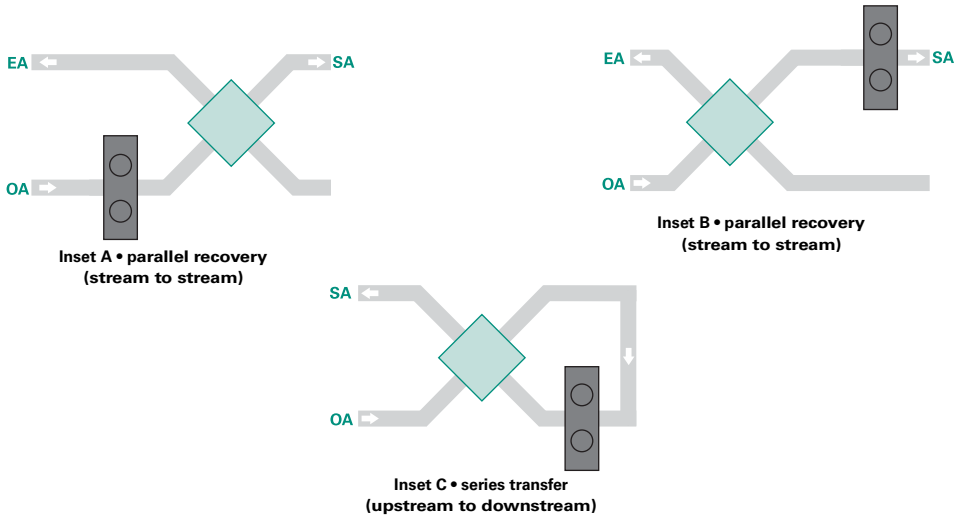 EA
SA
OA
Inset A • parallel recovery
(stream to stream)
EA
SA
OA
Inset B • parallel recovery
(stream to stream)
SA
OA
Inset C • series transfer
(upstream to downstream)